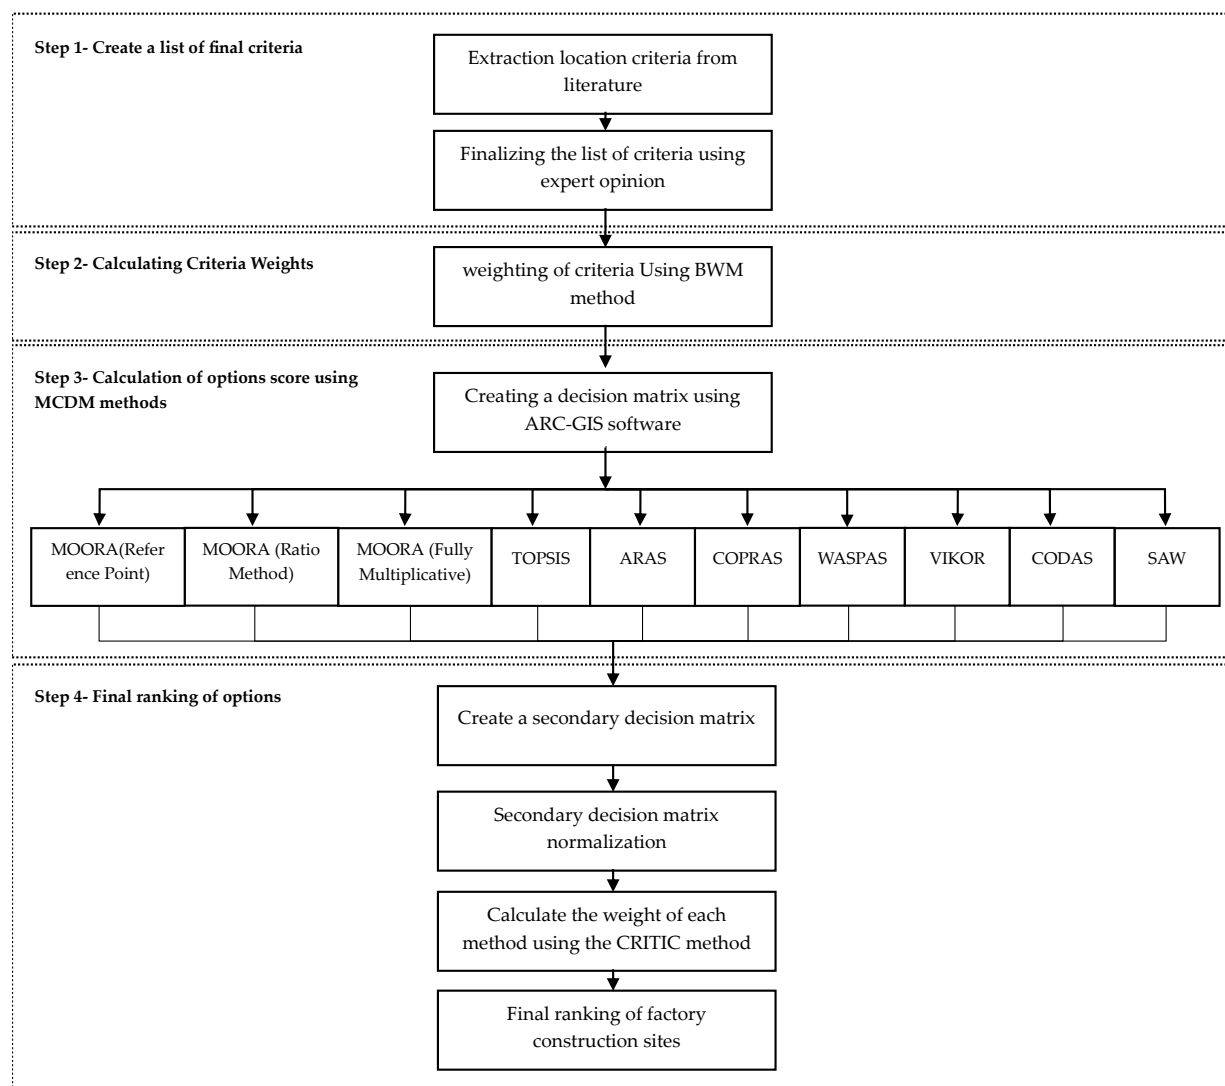 Step 1- Create a list of final criteria
Extraction location criteria from
literature
Finalizing the list of criteria using
expert opinion
Step 2- Calculating Criteria Weights
weighting of criteria Using BWM
method
Step 3- Calculation of options score using
MCDM methods
Creating a decision matrix using
ARC-GIS software
MOORA(Refer
ence Point)
MOORA (Ratio
Method)
MOORA (Fully
Multiplicative)
TOPSIS
ARAS
COPRAS
WASPAS
VIKOR
CODAS
SAW
Step 4- Final ranking of options
Create a secondary decision matrix
Secondary decision matrix
normalization
Calculate the weight of each
method using the CRITIC method
Final ranking of factory
construction sites